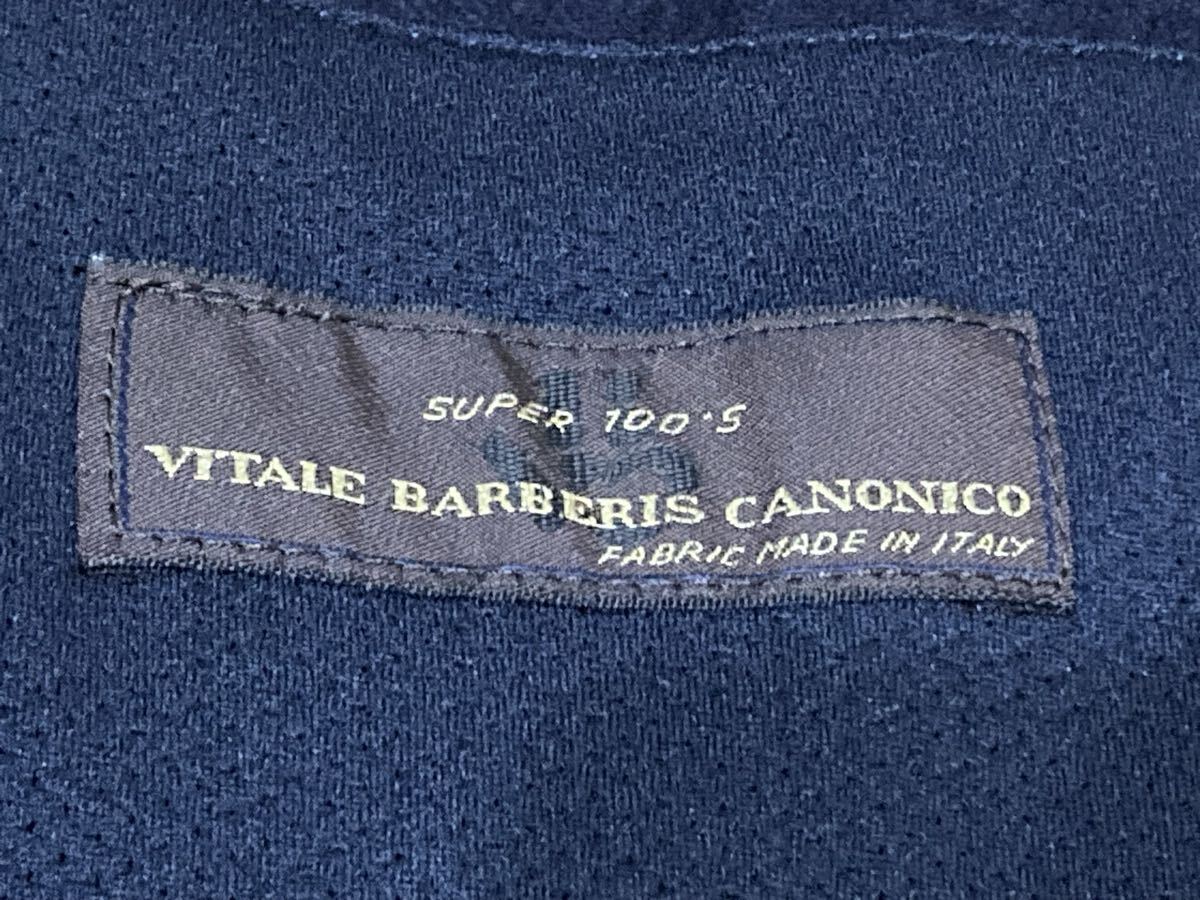 SUPER 100'S
VITALE BARBERIS CANONICO
FABRIC MADE IN ITALY